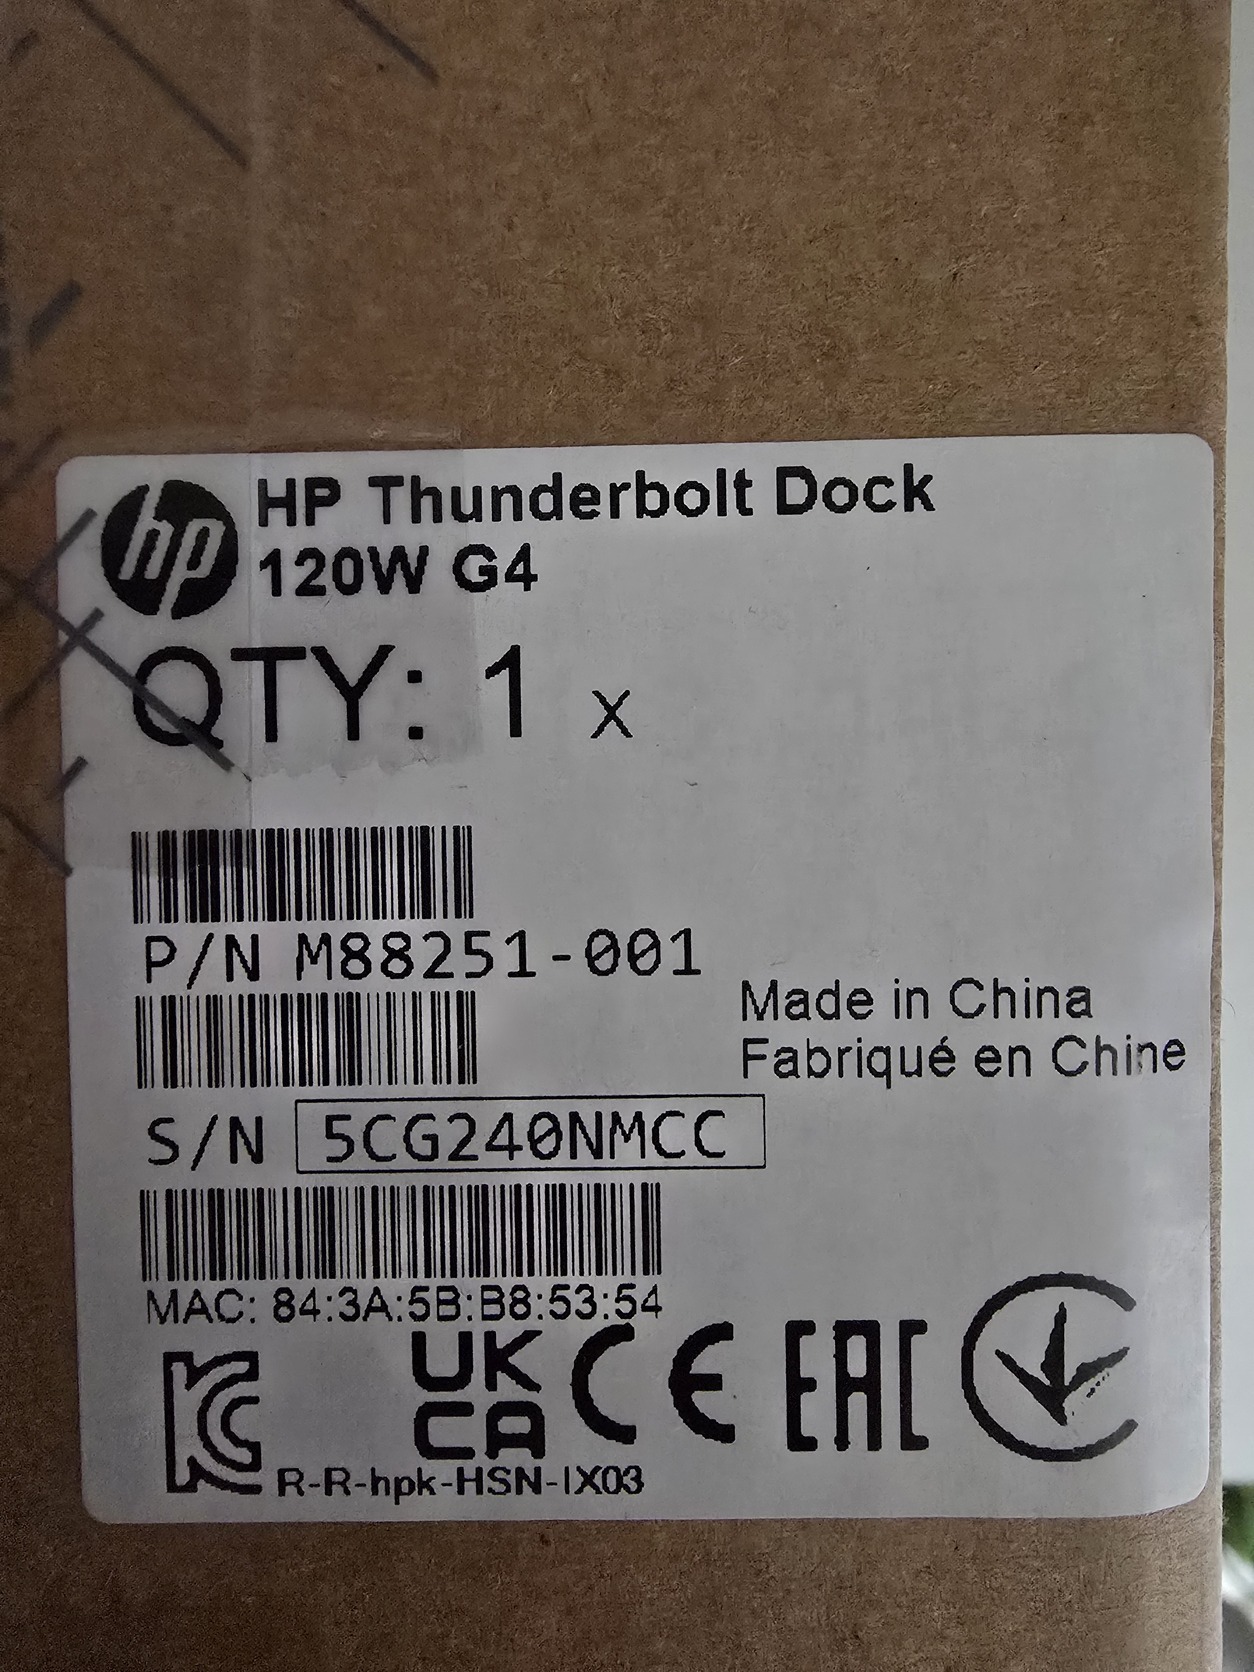 hp
HP Thunderbolt Dock
120W G4
QTY: 1 x
P/N M88251-001
Made in China
Fabriqué en Chine
S/N 5CG240NMCC
MAC: 84:3A:5B:B8:53:54
UK
CA
CE
EAC
R-R-hpk-HSN-IX03